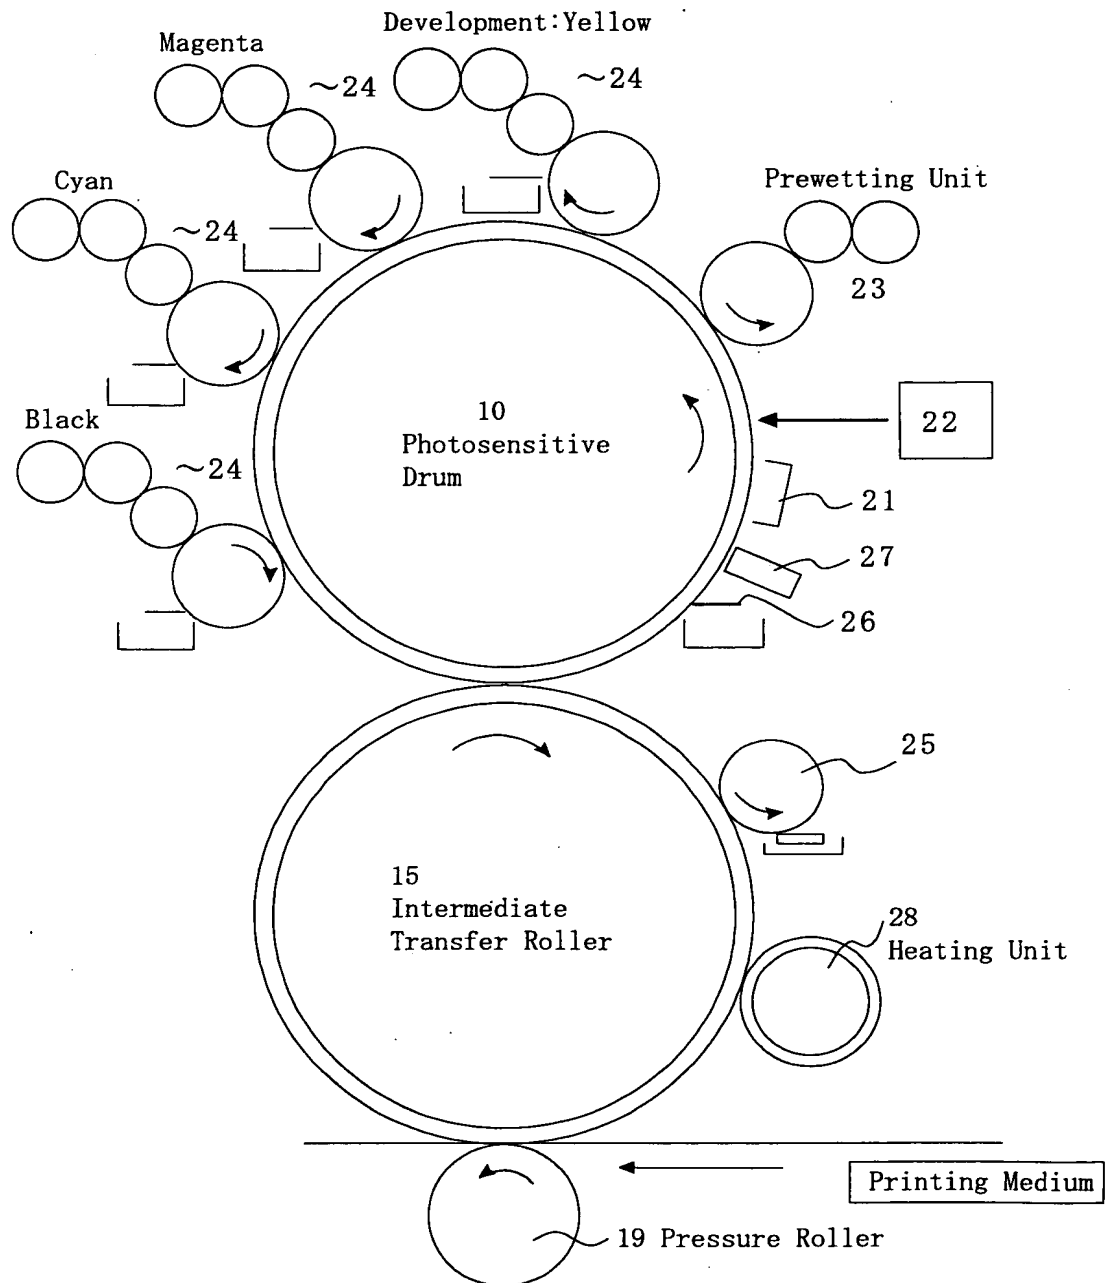 Development:Yellow
Magenta
~24
~24
Cyan
Prewetting Unit
~24
23
10
Photosensitive
Drum
22
Black
~24
21
27
26
25
15
Intermediate
Transfer Roller
28
Heating Unit
Printing Medium
19 Pressure Roller